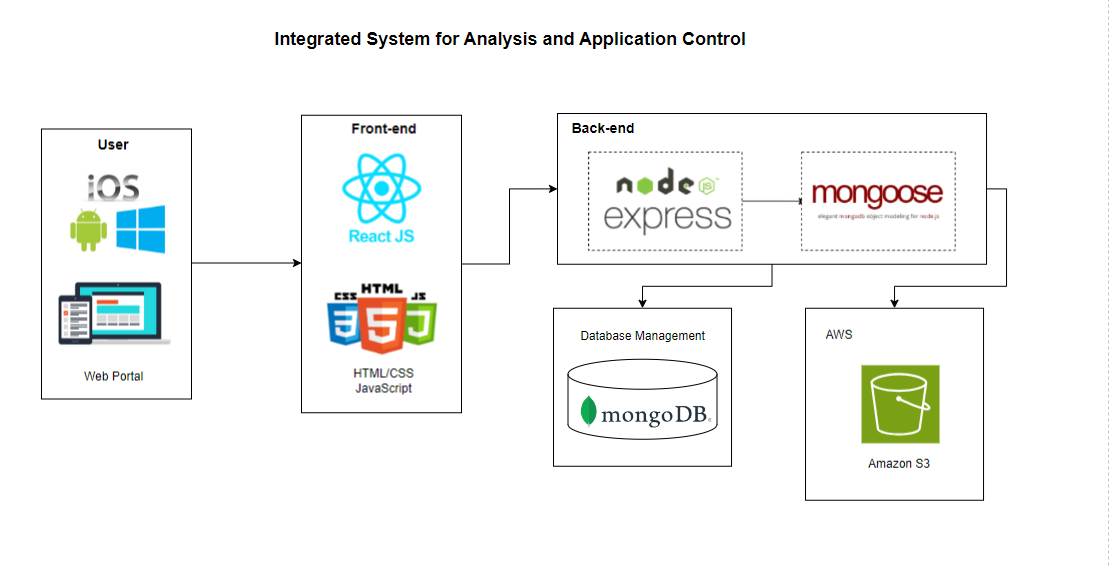 Integrated System for Analysis and Application Control
User
iOS
Web Portal
Front-end
React JS
CSS HTML JS
HTML/CSS
JavaScript
Back-end
node JS
express
mongoose
elegant mongodb object modeling for node.js
Database Management
mongoDB
AWS
Amazon S3